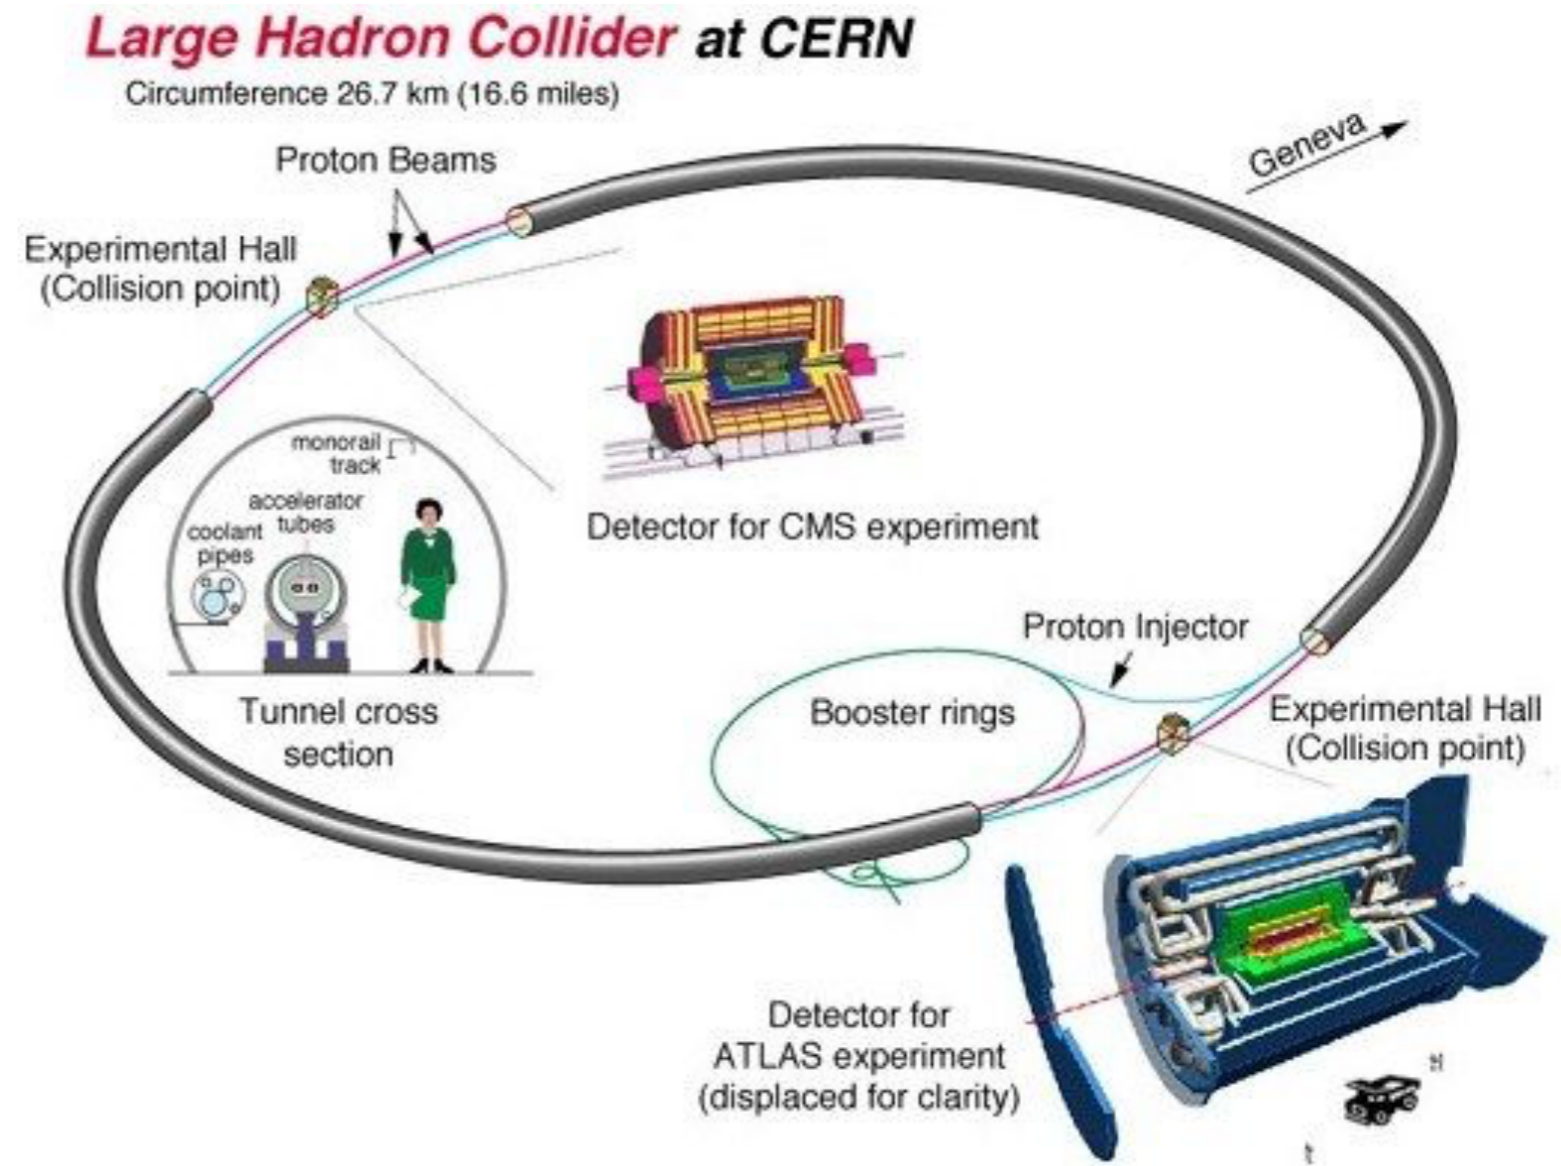 Large Hadron Collider at CERN
Circumference 26.7 km (16.6 miles)
Proton Beams
Geneva
Experimental Hall
(Collision point)
monorail
track
accelerator
tubes
coolant
pipes
Detector for CMS experiment
Tunnel cross
section
Proton Injector
Booster rings
Experimental Hall
(Collision point)
Detector for
ATLAS experiment
(displaced for clarity)